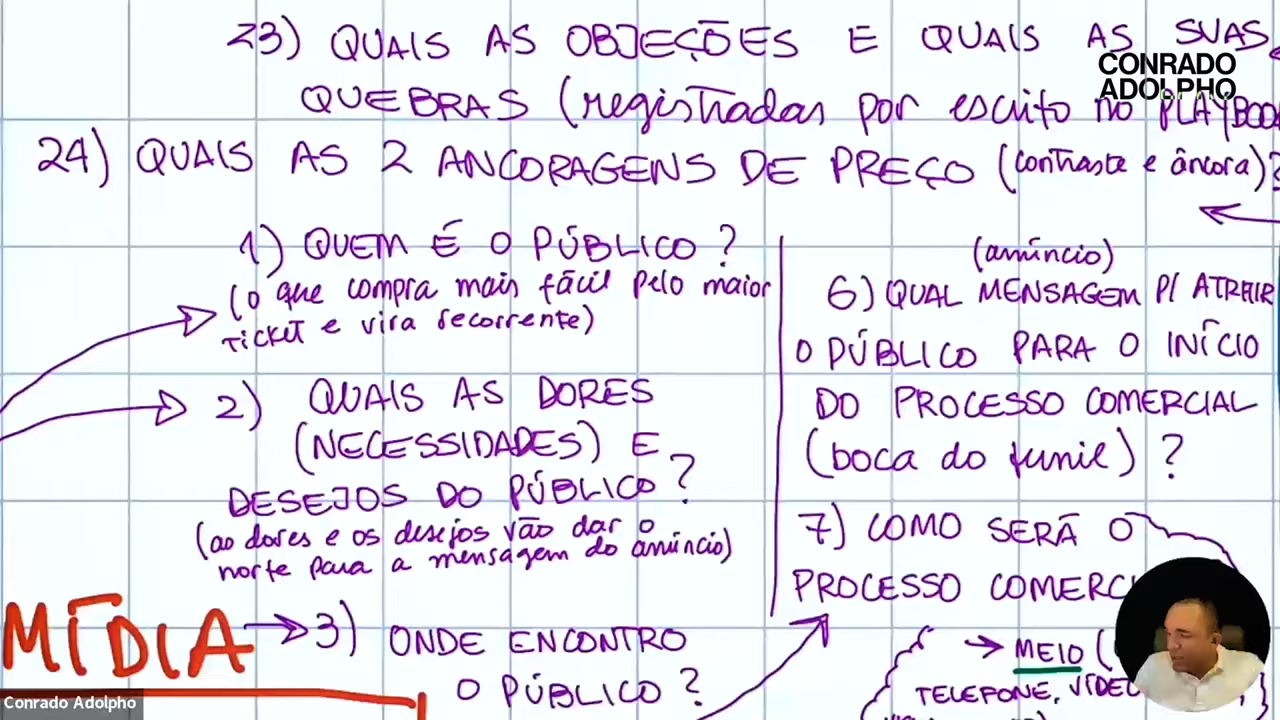 23) QUAIS AS OBJEÇÕES E QUAIS AS SUAS
QUEBRAS (registradas por escito no PLAYBOO
CONRADO
ADOLPHO
24) QUAIS AS 2 ANCORAGENS DE PREÇO (contraste e âncora)?
1) QUEM É O PÚBLICO ?
(o que compra mais fácil pelo maior
TICKET e vira recorrente)
2) QUAIS AS DORES
(NECESSIDADES) E
DESEJOS DO PÚBLICO ?
(as dores e os desejos vão dar o
norte para a mensagem do anúncio)
MÍDIA → 3) ONDE ENCONTRO
O PÚBLICO ?
(anúncio)
6) QUAL MENSAGEM P/ ATRAIR
O PÚBLICO PARA O INÍCIO
DO PROCESSO COMERCIAL
(boca do funil) ?
7) COMO SERÁ O
PROCESSO COMERC
→ MEIO (
TELEFONE, VÍDE
Conrado Adolpho